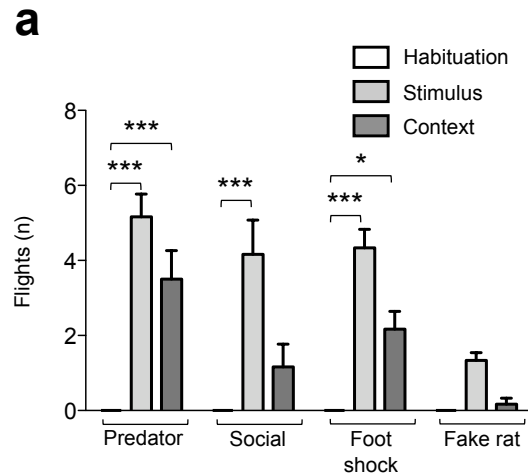 a
Habituation
Stimulus
Context
Flights (n)
8
6
4
2
0
***
***
***
*
***
Predator
Social
Foot
shock
Fake rat